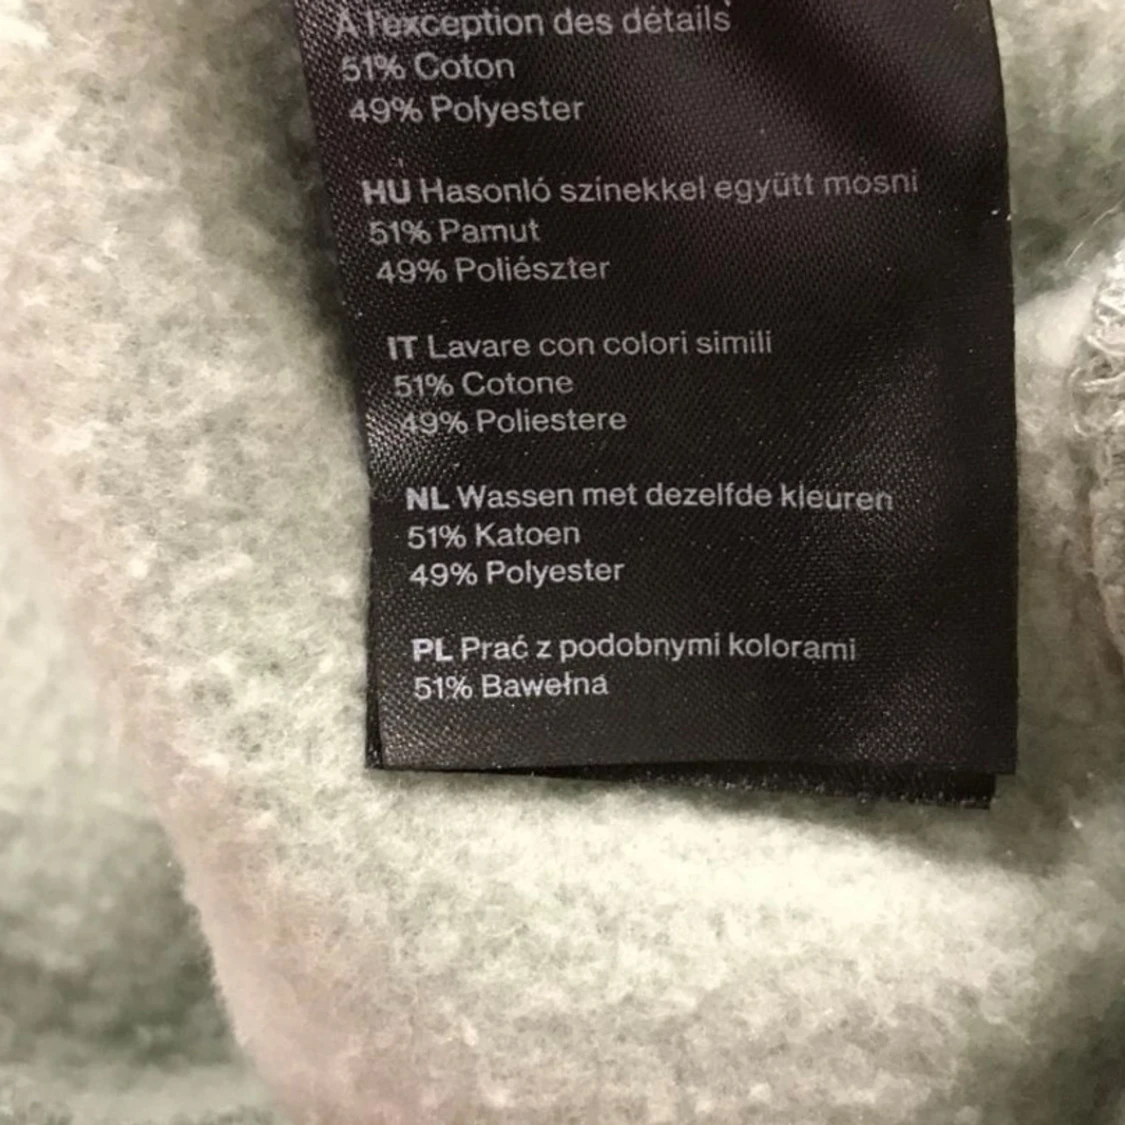 A l'exception des détails
51% Coton
49% Polyester
HU Hasonló színekkel együtt mosni
51% Pamut
49% Poliészter
IT Lavare con colori simili
51% Cotone
49% Poliestere
NL Wassen met dezelfde kleuren
51% Katoen
49% Polyester
PL Prać z podobnymi kolorami
51% Bawełna